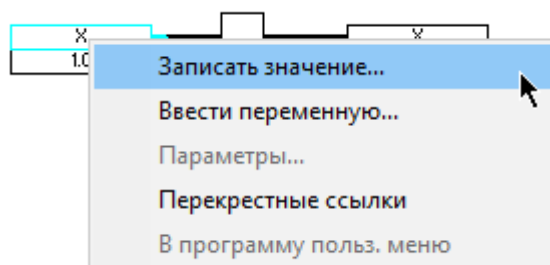 X
X
1.0
Записать значение...
Ввести переменную...
Параметры...
Перекрестные ссылки
В программу польз. меню